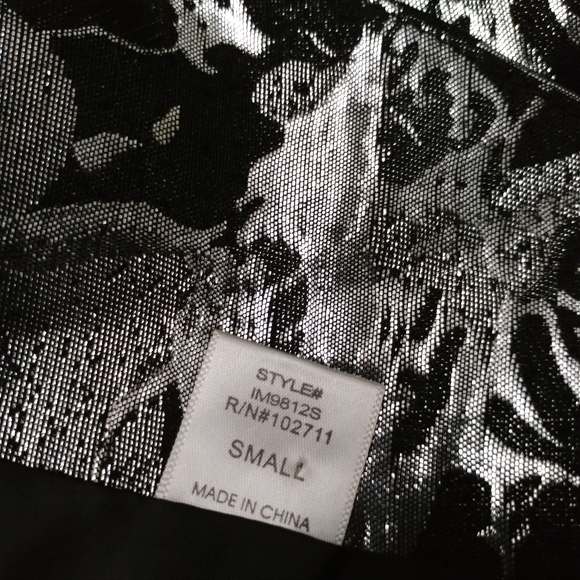 STYLE#
IM9812S
R/N#102711
SMALL
MADE IN CHINA